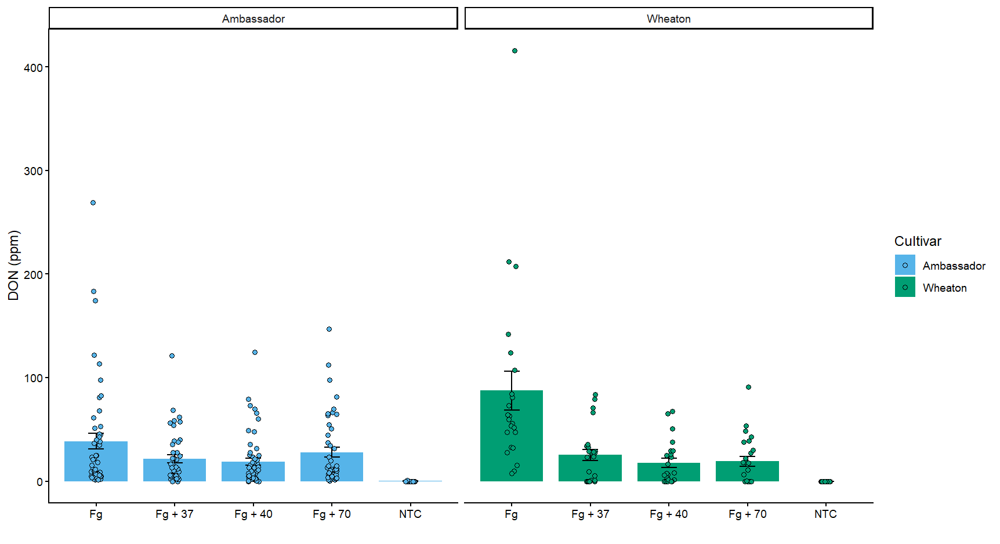 Ambassador
Wheaton
400
300
200
100
0
DON (ppm)
Fg
Fg + 37
Fg + 40
Fg + 70
NTC
Fg
Fg + 37
Fg + 40
Fg + 70
NTC
Cultivar
Ambassador
Wheaton